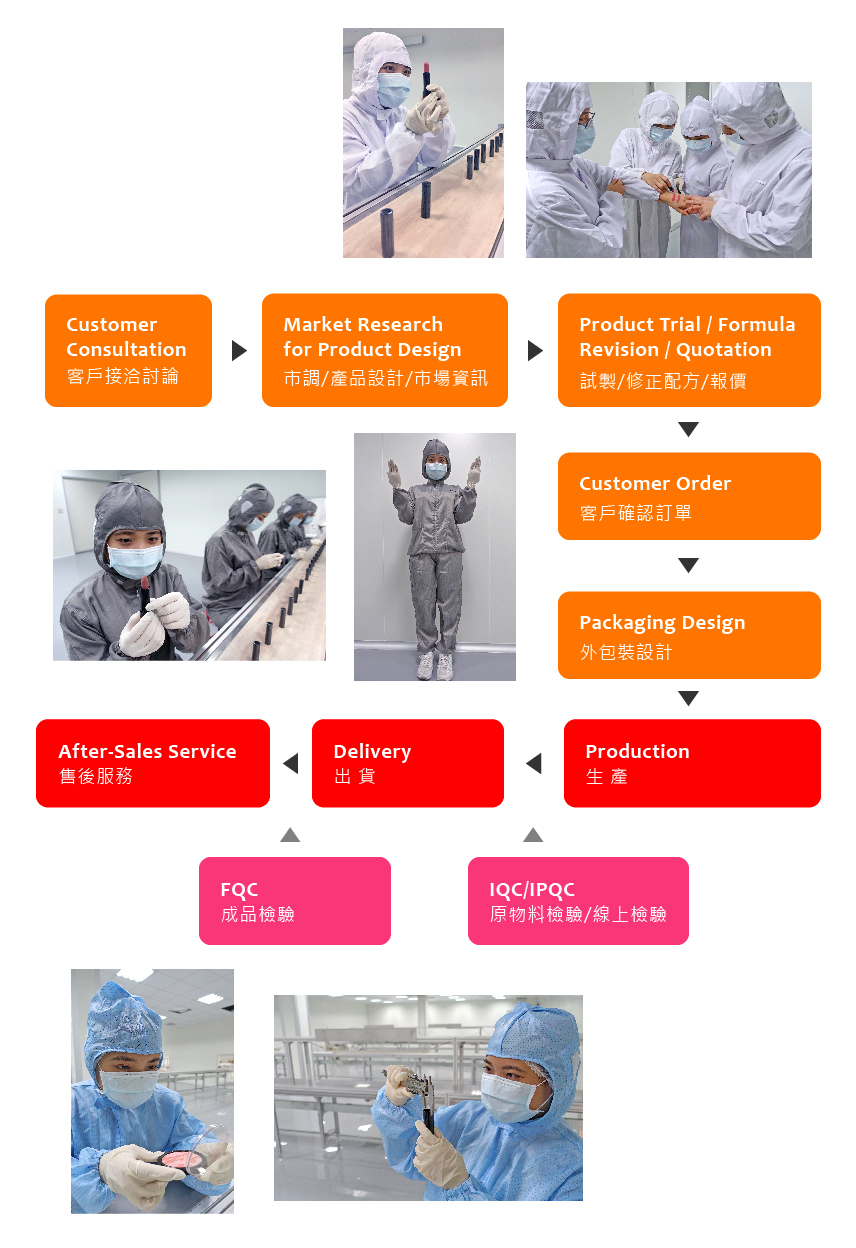 Customer
Consultation
客戶接洽討論
Market Research
for Product Design
市調/產品設計/市場資訊
Product Trial / Formula
Revision / Quotation
試製/修正配方/報價
Customer Order
客戶確認訂單
Packaging Design
外包裝設計
Production
生 產
Delivery
出 貨
After-Sales Service
售後服務
FQC
成品檢驗
IQC/IPQC
原物料檢驗/線上檢驗